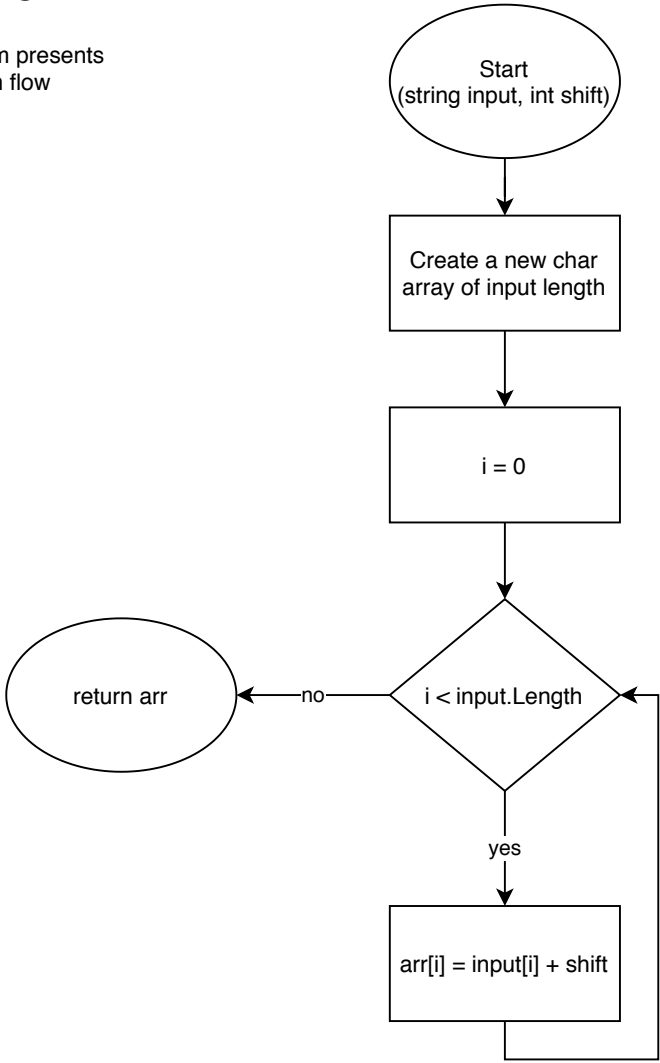 m presents
flow
Start
(string input, int shift)
Create a new char
array of input length
i = 0
i < input.Length
no
return arr
yes
arr[i] = input[i] + shift